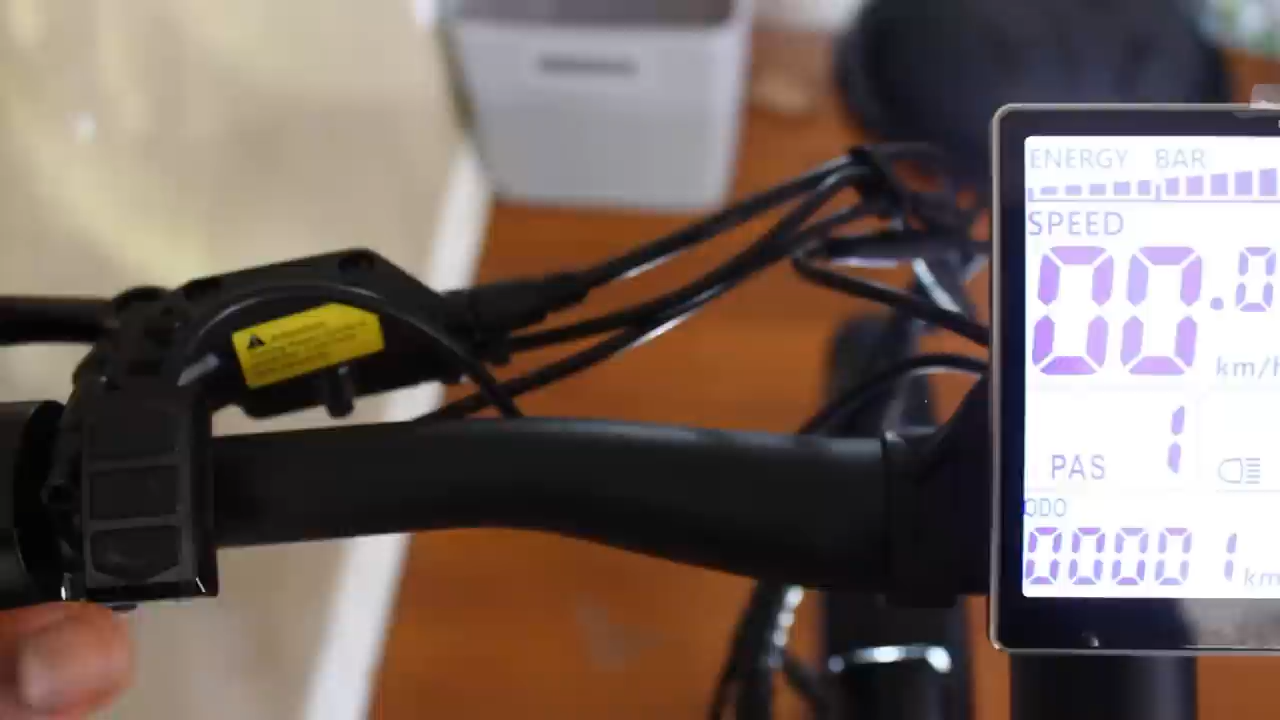 ENERGY BAR
SPEED
00.0
km/h
PAS 1
ODO
00001 km